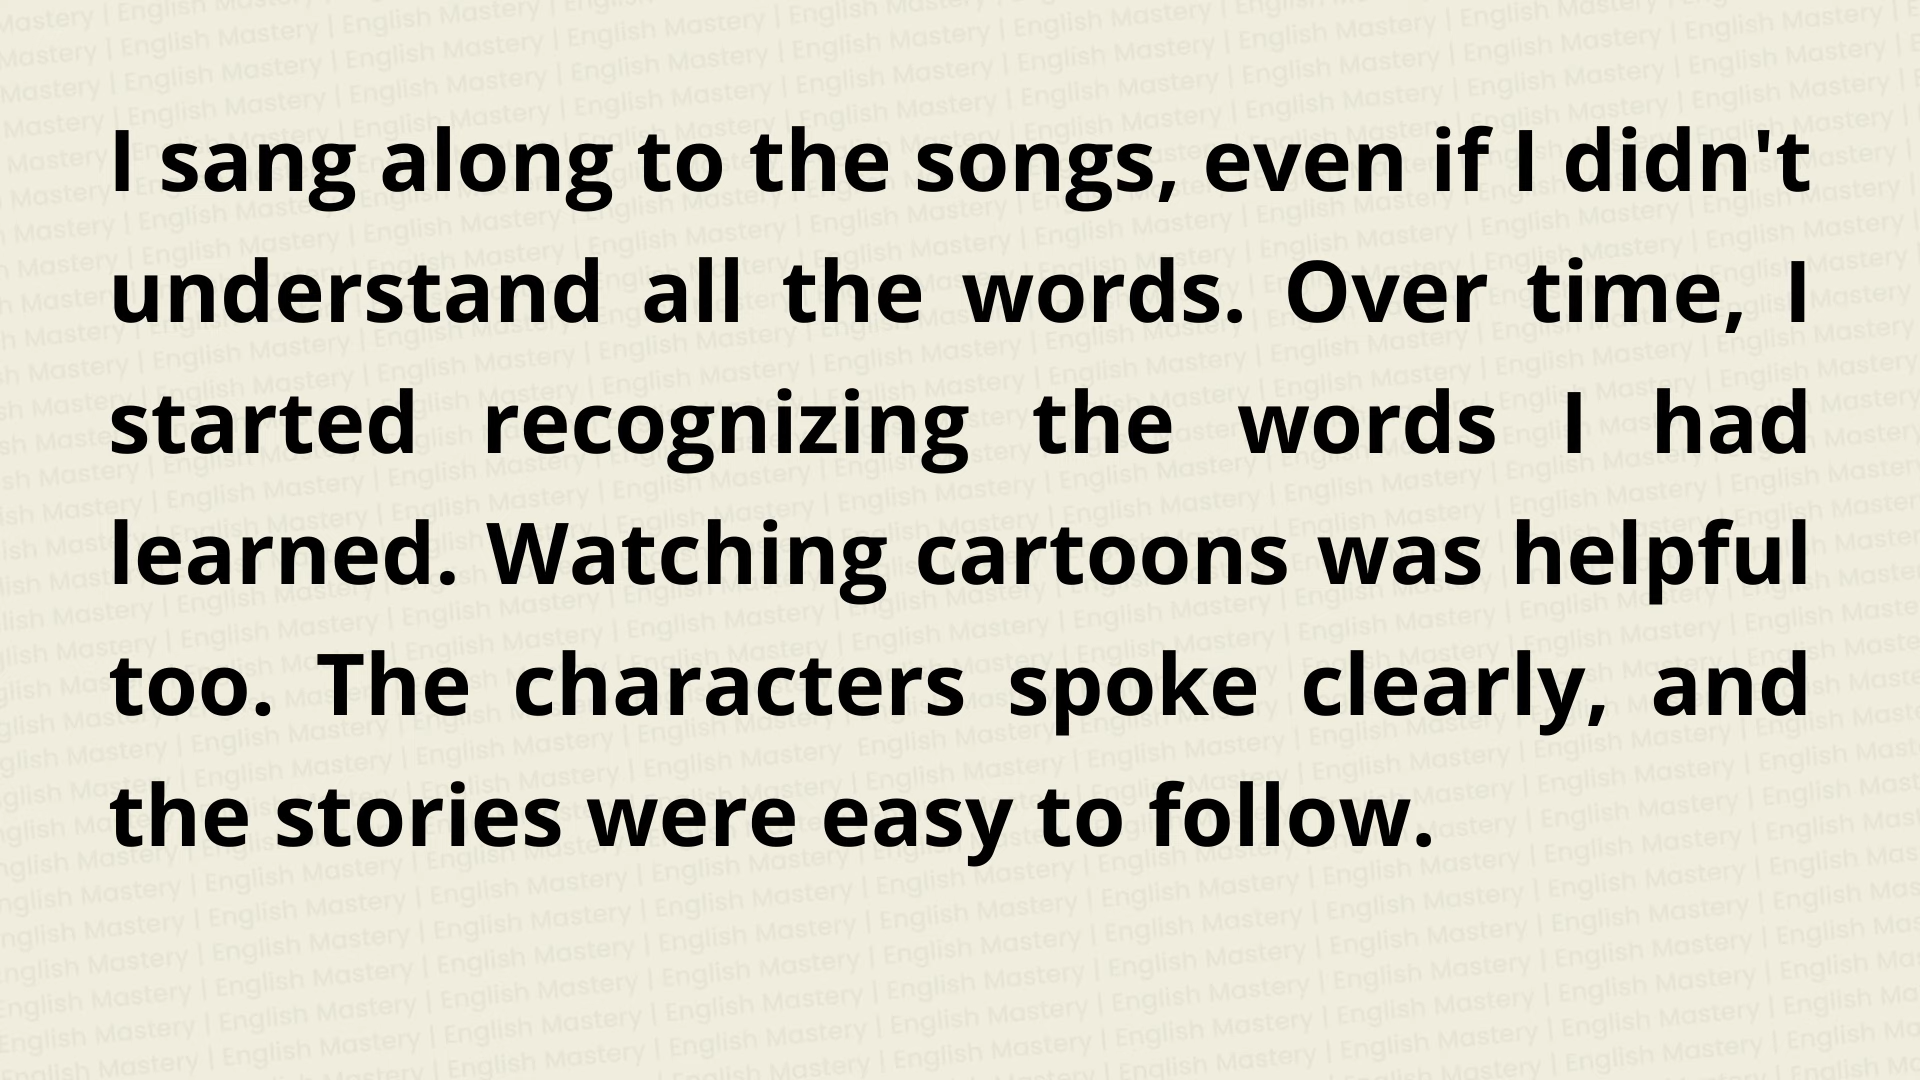 I sang along to the songs, even if I didn't
understand all the words. Over time, I
started recognizing the words I had
learned. Watching cartoons was helpful
too. The characters spoke clearly, and
the stories were easy to follow.